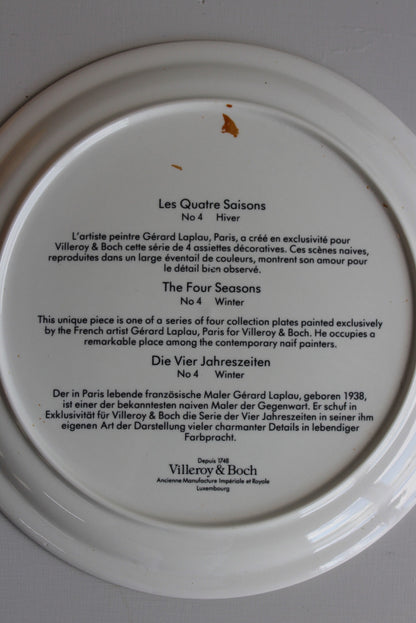 Les Quatre Saisons
No 4 Hiver
L'artiste peintre Gérard Laplau, Paris, a créé en exclusivité pour
Villeroy & Boch cette série de 4 assiettes décoratives. Ces scènes naives,
reproduites dans un large éventail de couleurs, montrent son amour pour
le détail bien observé.
The Four Seasons
No 4 Winter
This unique piece is one of a series of four collection plates painted exclusively
by the French artist Gérard Laplau, Paris for Villeroy & Boch. He occupies a
remarkable place among the contemporary naif painters.
Die Vier Jahreszeiten
No 4 Winter
Der in Paris lebende französische Maler Gérard Laplau, geboren 1938,
ist einer der bekanntesten naiven Maler der Gegenwart. Er schuf in
Exklusivität für Villeroy & Boch die Serie der Vier Jahreszeiten in seiner ihm
eigenen Art der Darstellung vieler charmanter Details in lebendiger
Farbpracht.
Depuis 1748
Villeroy & Boch
Ancienne Manufacture Impériale et Royale
Luxembourg